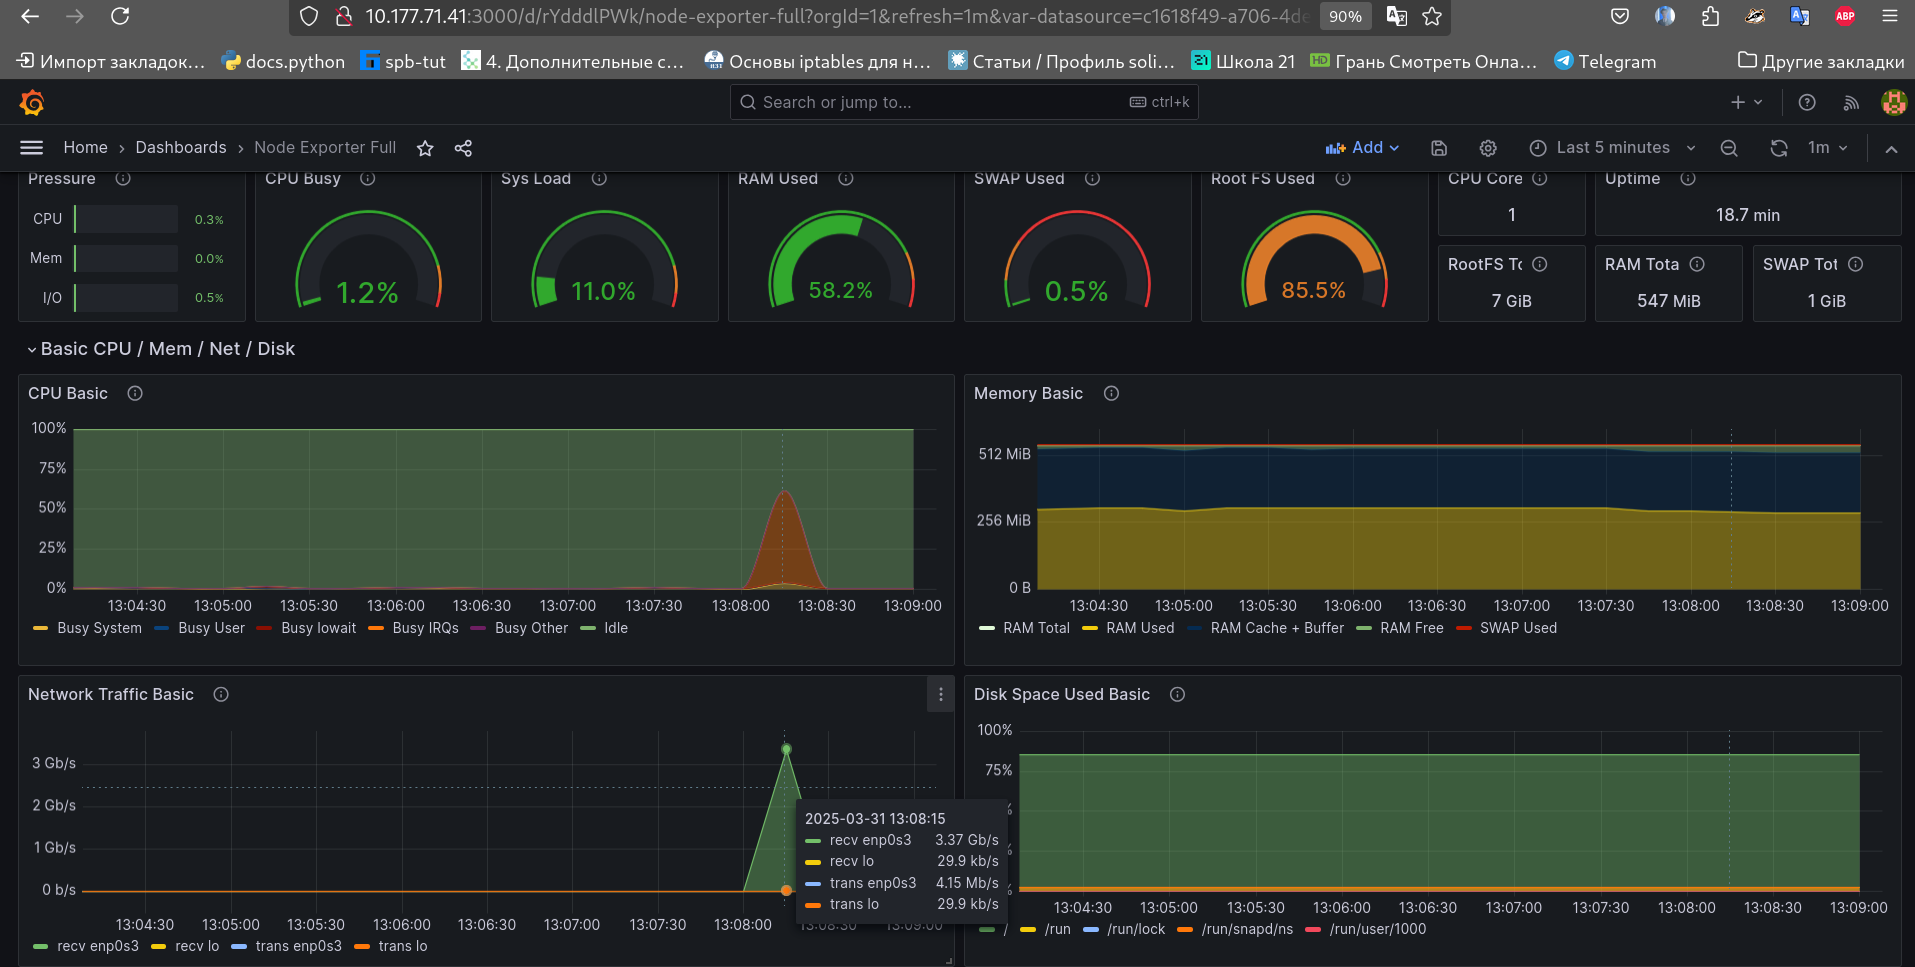 10.177.71.41:3000/d/rYdddlPWk/node-exporter-full?orgId=1&refresh=1m&var-datasource=c1618f49-a706-4de
90%
ABP
Импорт закладок…
docs.python
spb-tut
4. Дополнительные с…
Основы iptables для н…
Статьи / Профиль soli…
21 Школа 21
HD Грань Смотреть Онла…
Telegram
Другие закладки
Search or jump to...
ctrl+k
Home › Dashboards › Node Exporter Full
Add
Last 5 minutes
1m
Pressure
CPU 0.3%
Mem 0.0%
I/O 0.5%
CPU Busy
1.2%
Sys Load
11.0%
RAM Used
58.2%
SWAP Used
0.5%
Root FS Used
85.5%
CPU Core
1
Uptime
18.7 min
RootFS Tc
7 GiB
RAM Tota
547 MiB
SWAP Tot
1 GiB
Basic CPU / Mem / Net / Disk
CPU Basic
100%
75%
50%
25%
0%
13:04:30 13:05:00 13:05:30 13:06:00 13:06:30 13:07:00 13:07:30 13:08:00 13:08:30 13:09:00
Busy System Busy User Busy Iowait Busy IRQs Busy Other Idle
Memory Basic
512 MiB
256 MiB
0 B
13:04:30 13:05:00 13:05:30 13:06:00 13:06:30 13:07:00 13:07:30 13:08:00 13:08:30 13:09:00
RAM Total RAM Used RAM Cache + Buffer RAM Free SWAP Used
Network Traffic Basic
3 Gb/s
2 Gb/s
1 Gb/s
0 b/s
13:04:30 13:05:00 13:05:30 13:06:00 13:06:30 13:07:00 13:07:30 13:08:00 13:08:30 13:09:00
recv enp0s3 recv lo trans enp0s3 trans lo
2025-03-31 13:08:15
recv enp0s3 3.37 Gb/s
recv lo 29.9 kb/s
trans enp0s3 4.15 Mb/s
trans lo 29.9 kb/s
Disk Space Used Basic
100%
75%
%
%
%
13:04:30 13:05:00 13:05:30 13:06:00 13:06:30 13:07:00 13:07:30 13:08:00 13:08:30 13:09:00
/ /run /run/lock /run/snapd/ns /run/user/1000